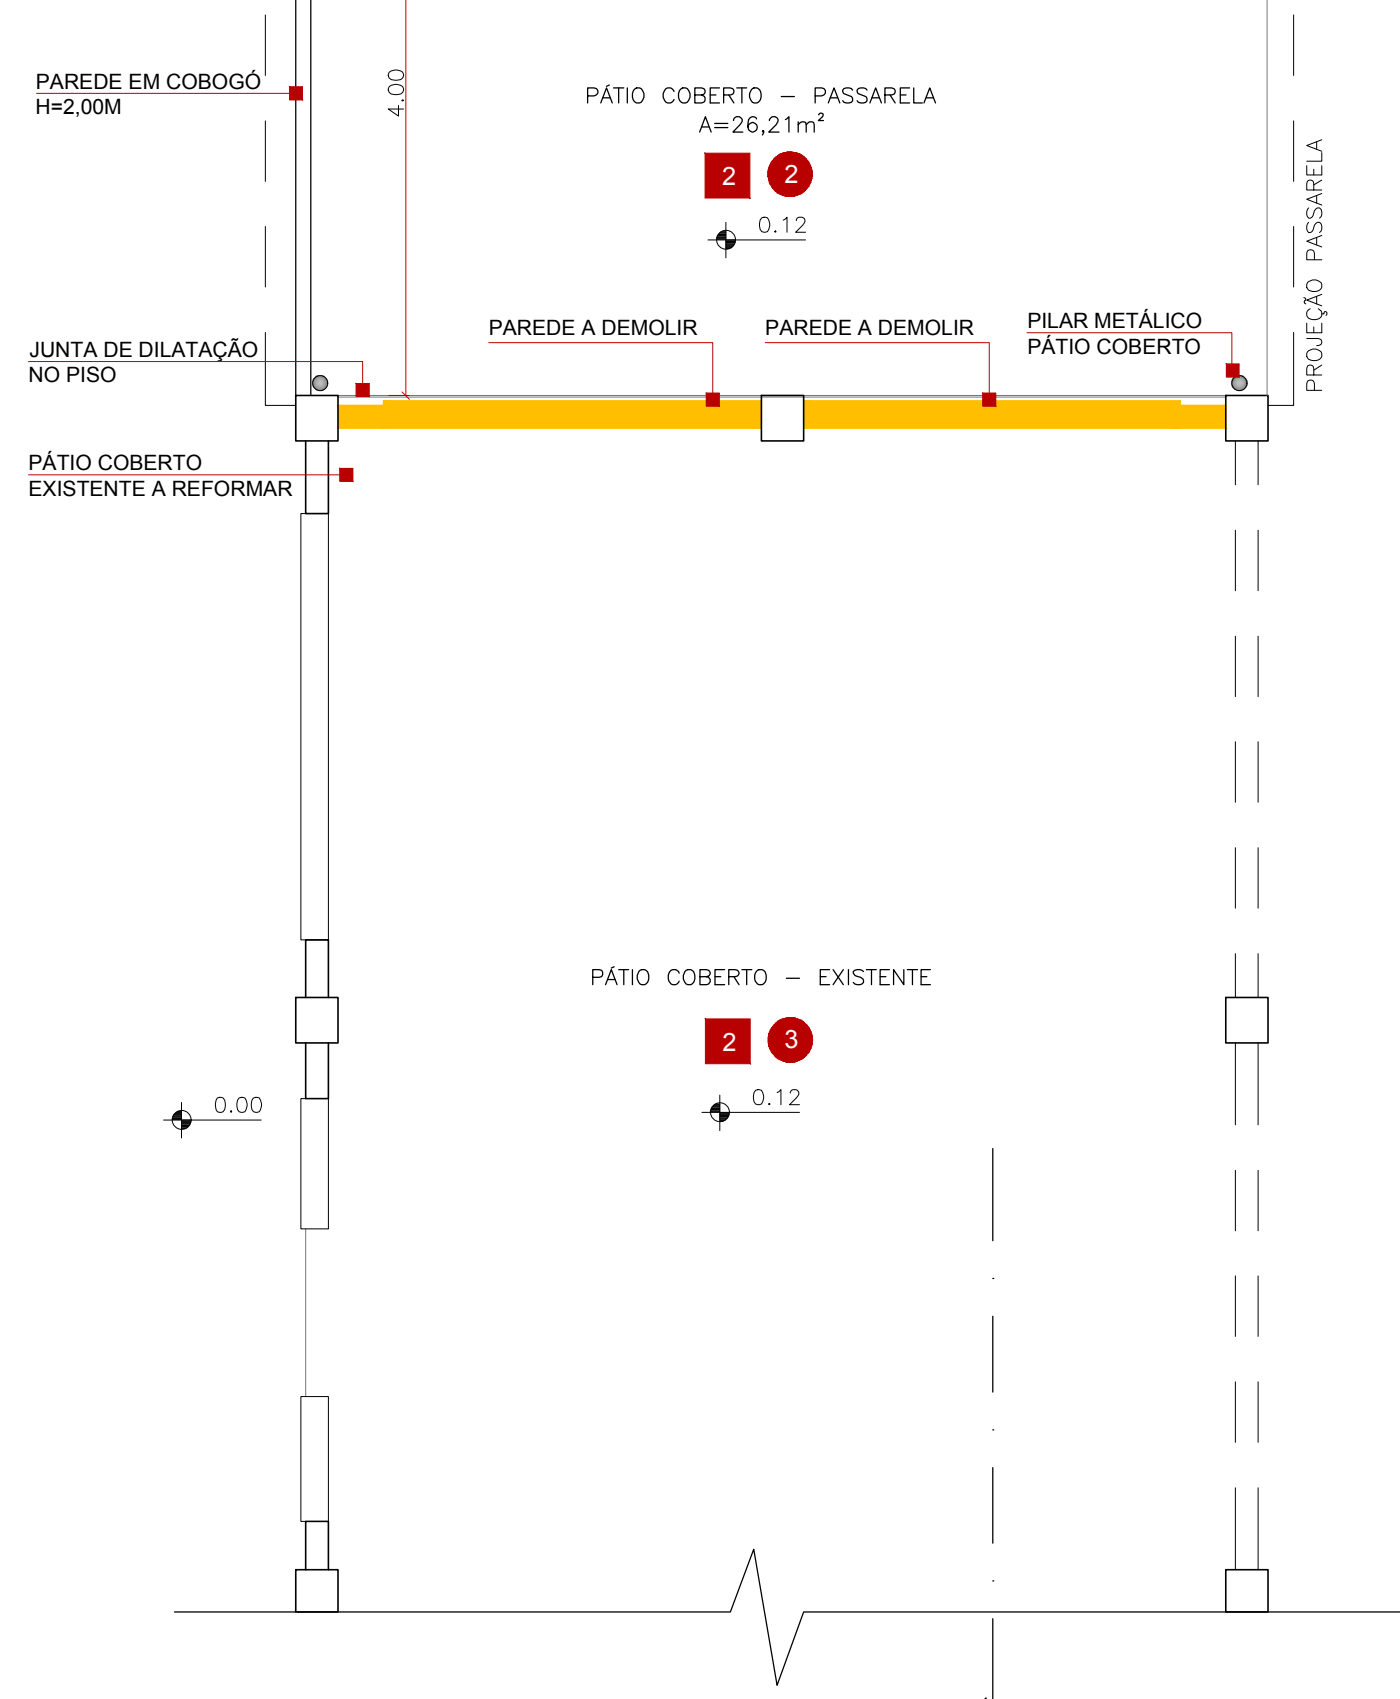 PAREDE EM COBOGÓ
H=2,00M
4.00
PÁTIO COBERTO – PASSARELA
A=26,21m²
2 2
0.12
PROJEÇÃO PASSARELA
PAREDE A DEMOLIR
PAREDE A DEMOLIR
PILAR METÁLICO
PÁTIO COBERTO
JUNTA DE DILATAÇÃO
NO PISO
PÁTIO COBERTO
EXISTENTE A REFORMAR
PÁTIO COBERTO – EXISTENTE
2 3
0.12
0.00